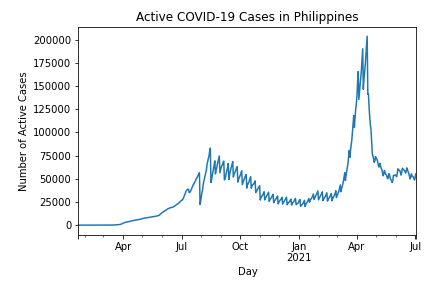 Active COVID-19 Cases in Philippines
Number of Active Cases
200000
175000
150000
125000
100000
75000
50000
25000
0
Apr Jul Oct Jan Apr Jul
2021
Day